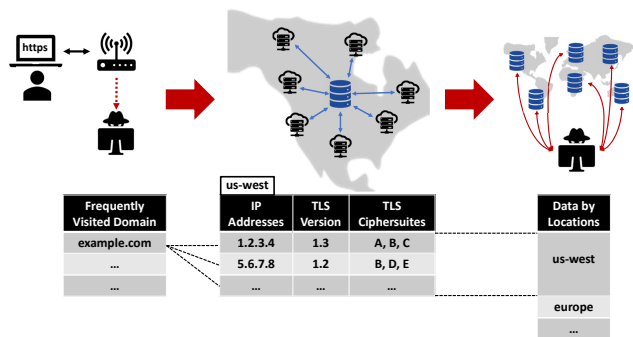 https
us-west
Frequently
Visited Domain
example.com
...
...
IP
Addresses
TLS
Version
TLS
Ciphersuites
1.2.3.4
1.3
A, B, C
5.6.7.8
1.2
B, D, E
...
...
...
Data by
Locations
us-west
europe
...